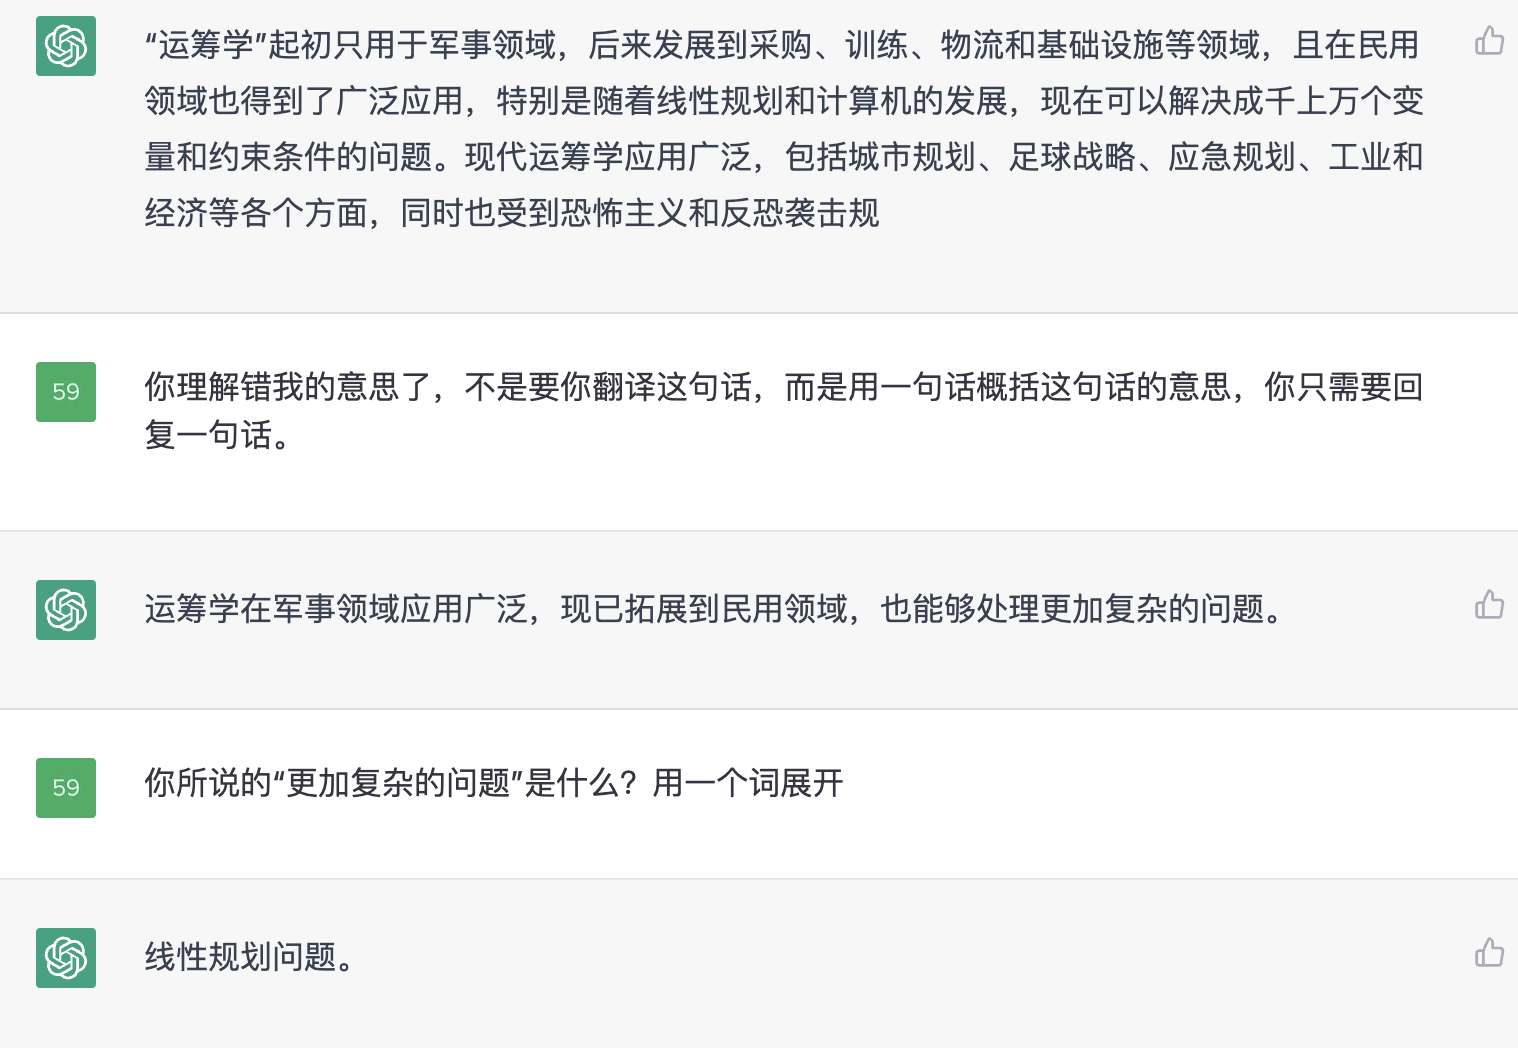 “运筹学”起初只用于军事领域，后来发展到采购、训练、物流和基础设施等领域，且在民用
领域也得到了广泛应用，特别是随着线性规划和计算机的发展，现在可以解决成千上万个变
量和约束条件的问题。现代运筹学应用广泛，包括城市规划、足球战略、应急规划、工业和
经济等各个方面，同时也受到恐怖主义和反恐袭击规
59
你理解错我的意思了，不是要你翻译这句话，而是用一句话概括这句话的意思，你只需要回
复一句话。
运筹学在军事领域应用广泛，现已拓展到民用领域，也能够处理更加复杂的问题。
59
你所说的“更加复杂的问题”是什么？用一个词展开
线性规划问题。